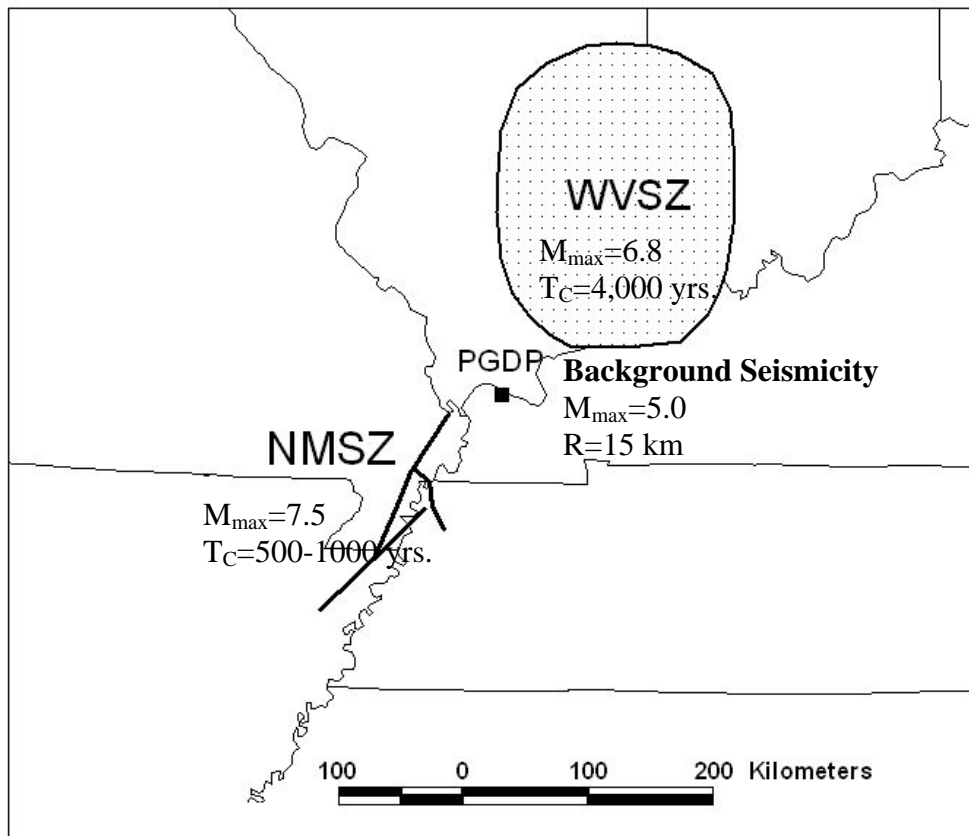 WVSZ
Mmax=6.8
TC=4,000 yrs.
PGDP
Background Seismicity
Mmax=5.0
R=15 km
NMSZ
Mmax=7.5
TC=500-1000 yrs.
100 0 100 200 Kilometers